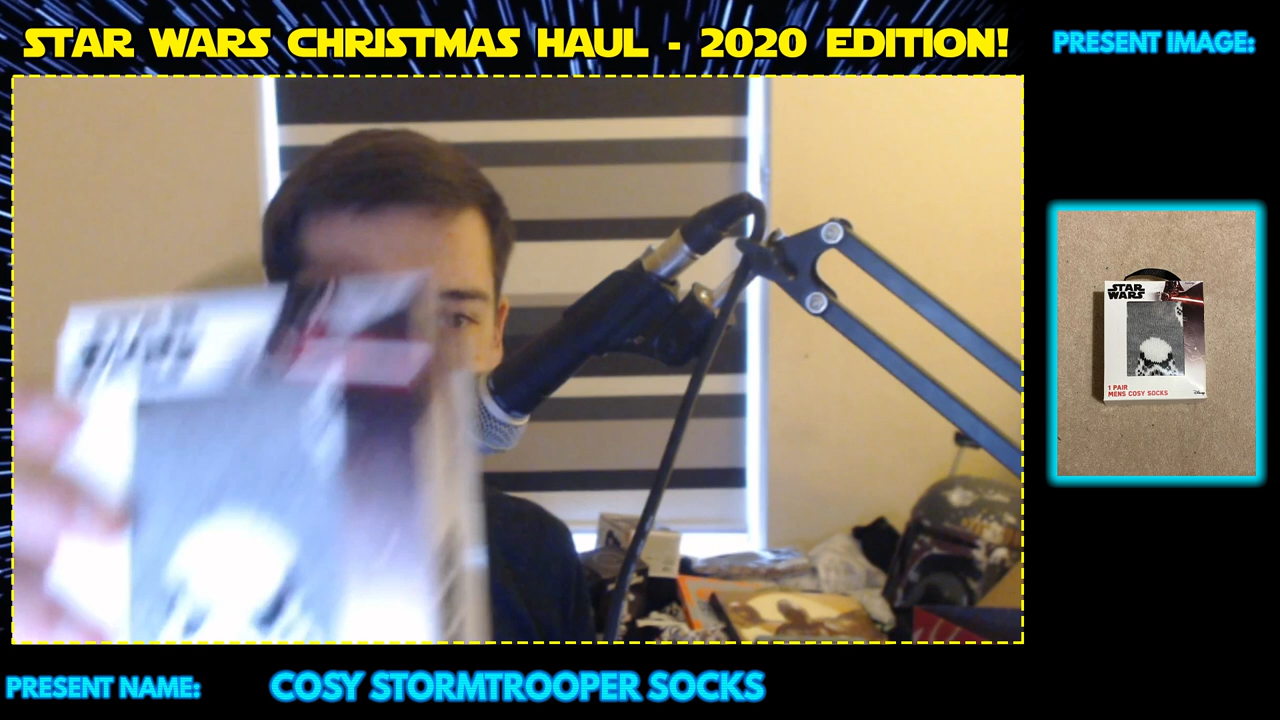 STAR WARS CHRISTMAS HAUL - 2020 EDITION!
PRESENT IMAGE:
STAR
WARS
1 PAIR
MENS COSY SOCKS
Disney
PRESENT NAME:
COSY STORMTROOPER SOCKS